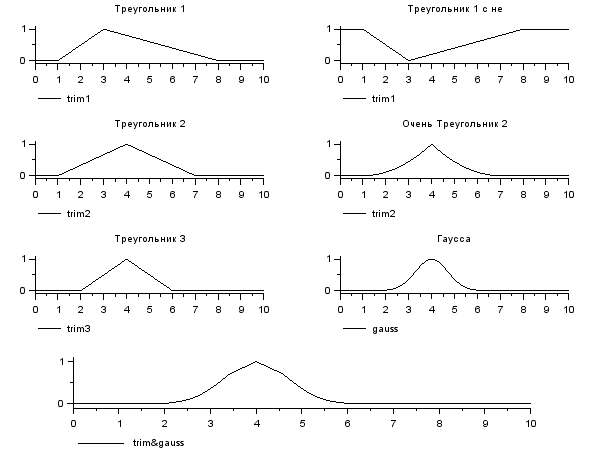 Треугольник 1
1
0
0 1 2 3 4 5 6 7 8 9 10
trim1
Треугольник 1 с не
1
0
0 1 2 3 4 5 6 7 8 9 10
trim1
Треугольник 2
1
0
0 1 2 3 4 5 6 7 8 9 10
trim2
Очень Треугольник 2
1
0
0 1 2 3 4 5 6 7 8 9 10
trim2
Треугольник 3
1
0
0 1 2 3 4 5 6 7 8 9 10
trim3
Гаусса
1
0
0 1 2 3 4 5 6 7 8 9 10
gauss
1
0
0 1 2 3 4 5 6 7 8 9 10
trim&gauss